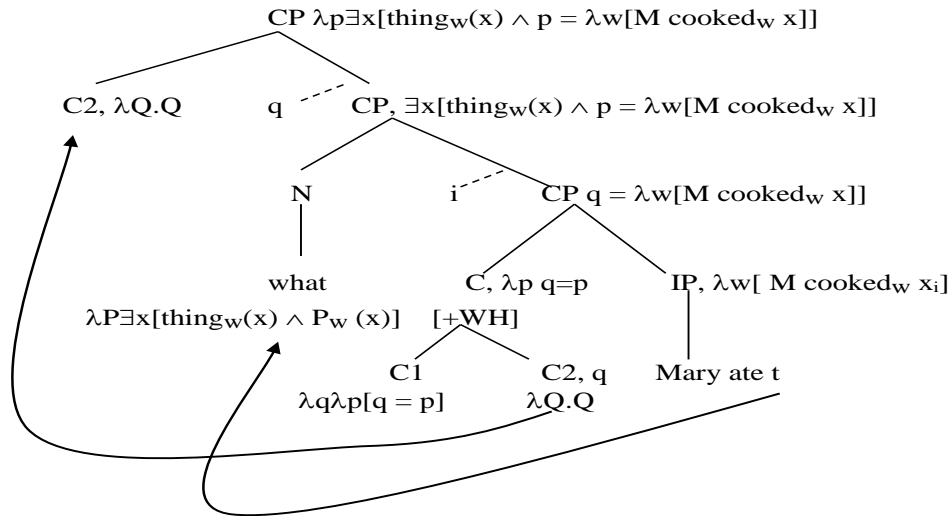 CP λp∃x[thing_w(x) ∧ p = λw[M cooked_w x]]
C2, λQ.Q q CP, ∃x[thing_w(x) ∧ p = λw[M cooked_w x]]
N i CP q = λw[M cooked_w x]]
what C, λp q=p IP, λw[ M cooked_w x_i]
λP∃x[thing_w(x) ∧ P_w (x)] [+WH]
C1 C2, q Mary ate t
λqλp[q = p] λQ.Q